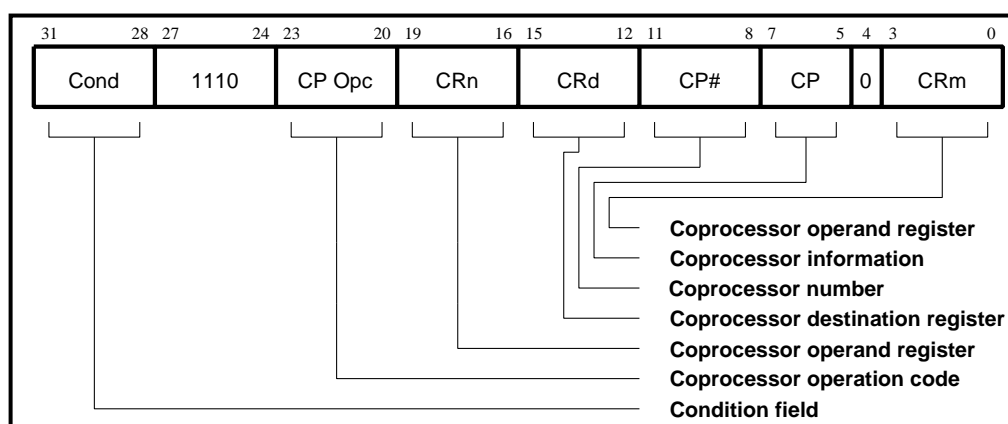 31 28 27 24 23 20 19 16 15 12 11 8 7 5 4 3 0
Cond 1110 CP Opc CRn CRd CP# CP 0 CRm
Coprocessor operand register
Coprocessor information
Coprocessor number
Coprocessor destination register
Coprocessor operand register
Coprocessor operation code
Condition field